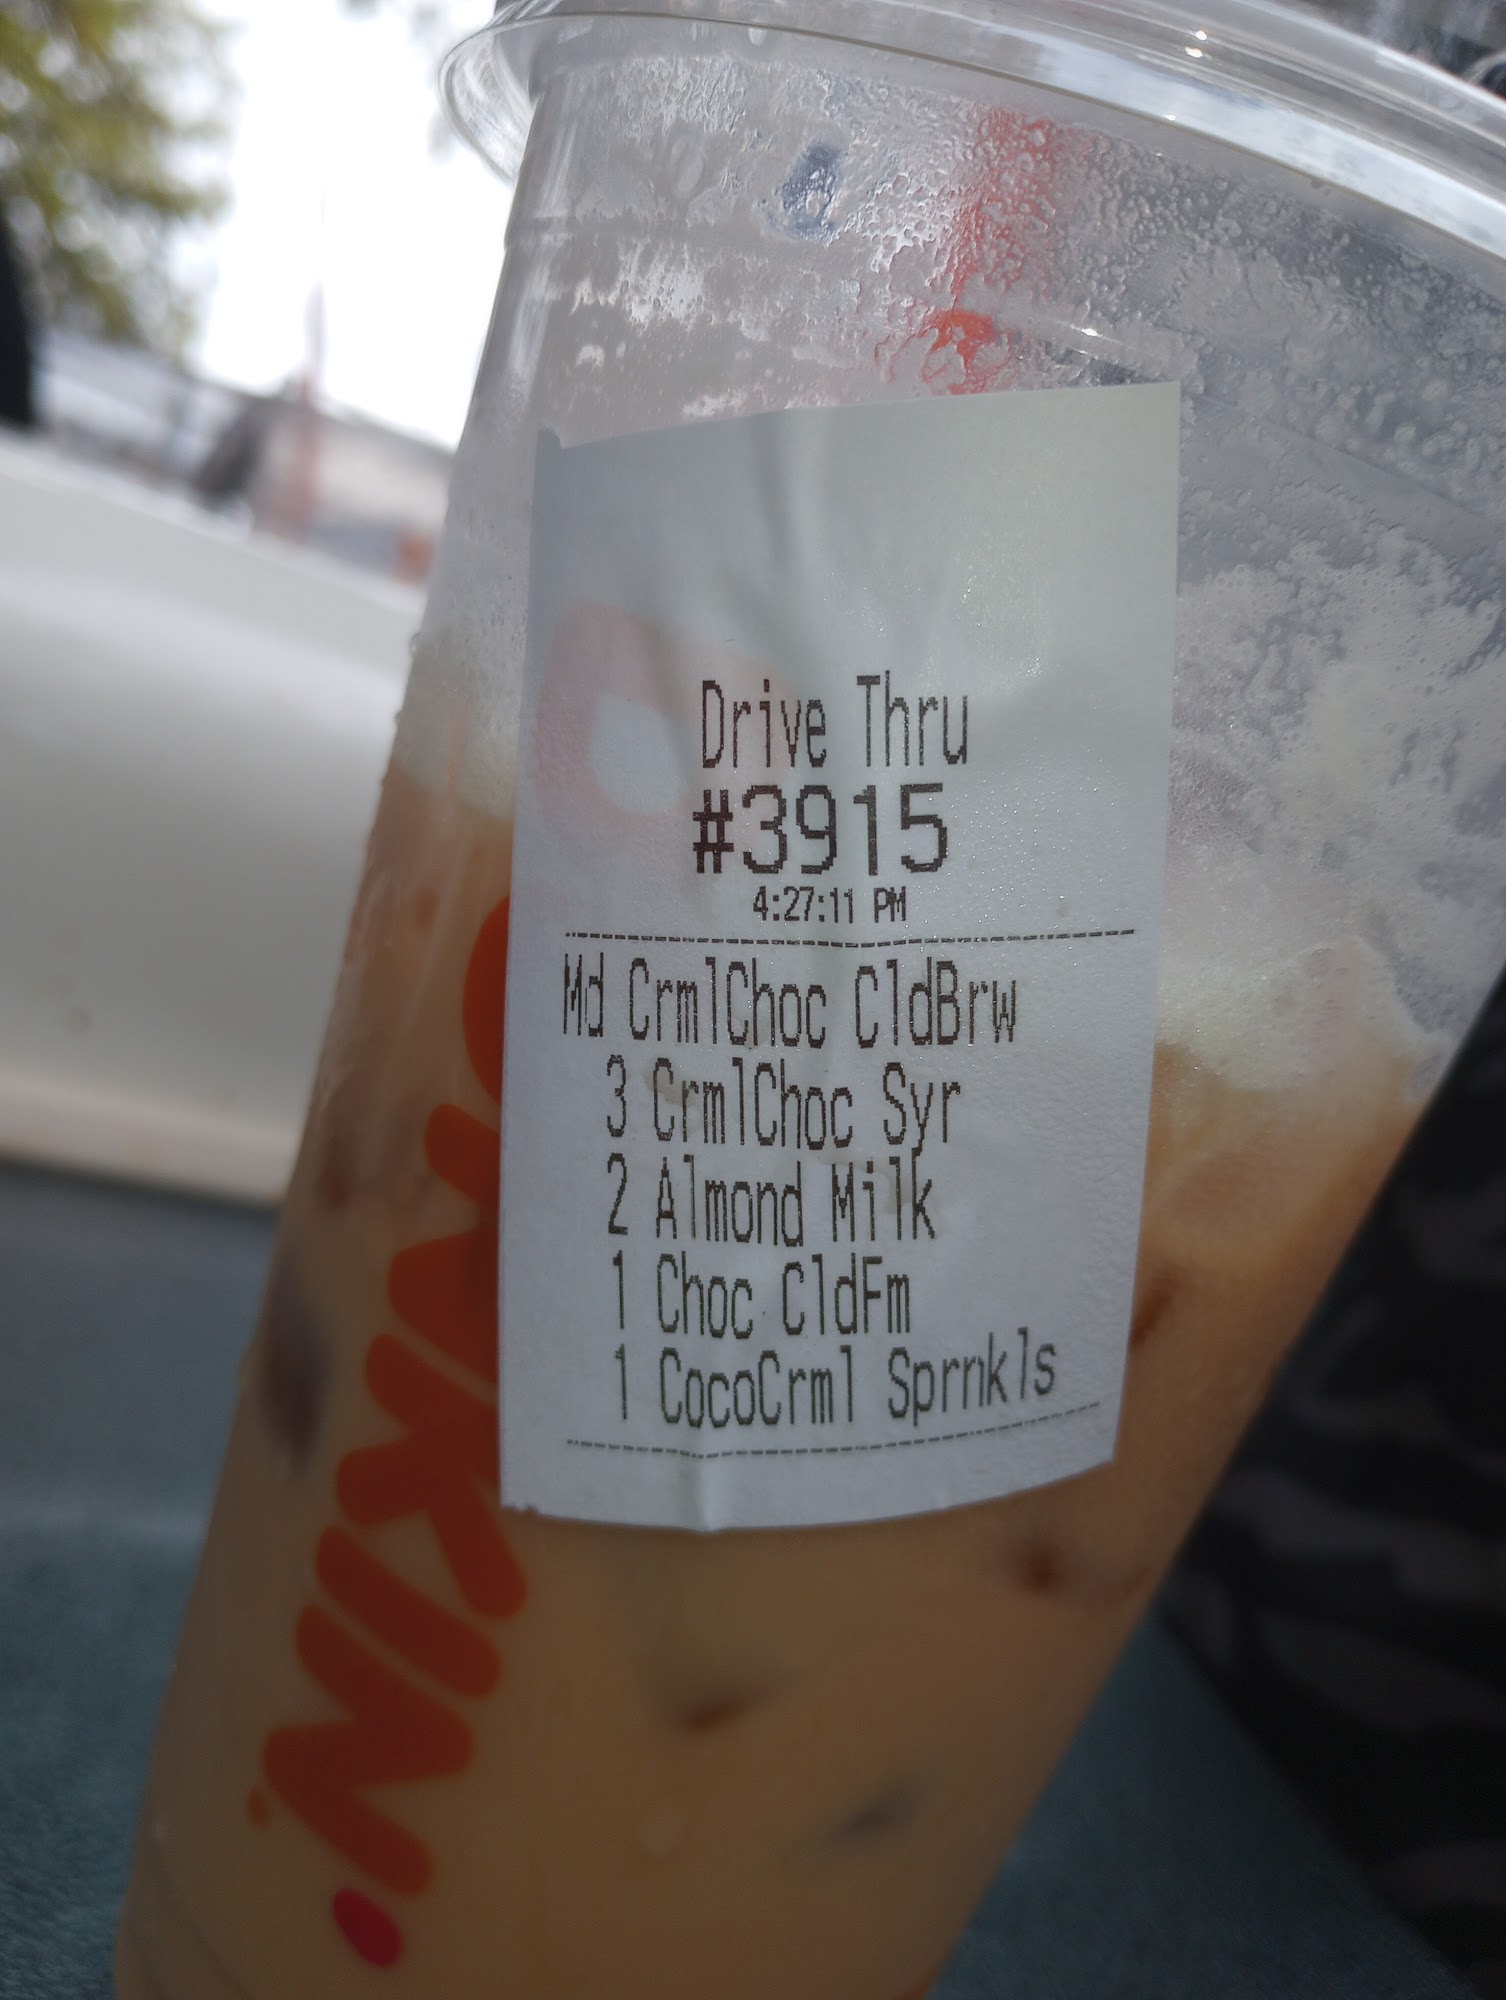 Drive Thru
#3915
4:27:11 PM
Md CrmlChoc CldBrw
3 CrmlChoc Syr
2 Almond Milk
1 Choc CldFm
1 CocoCrml Sprnkls
DUNKIN'